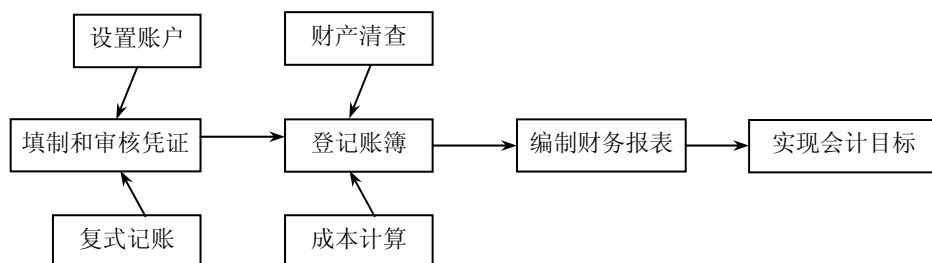 设置账户
财产清查
填制和审核凭证
登记账簿
编制财务报表
实现会计目标
复式记账
成本计算